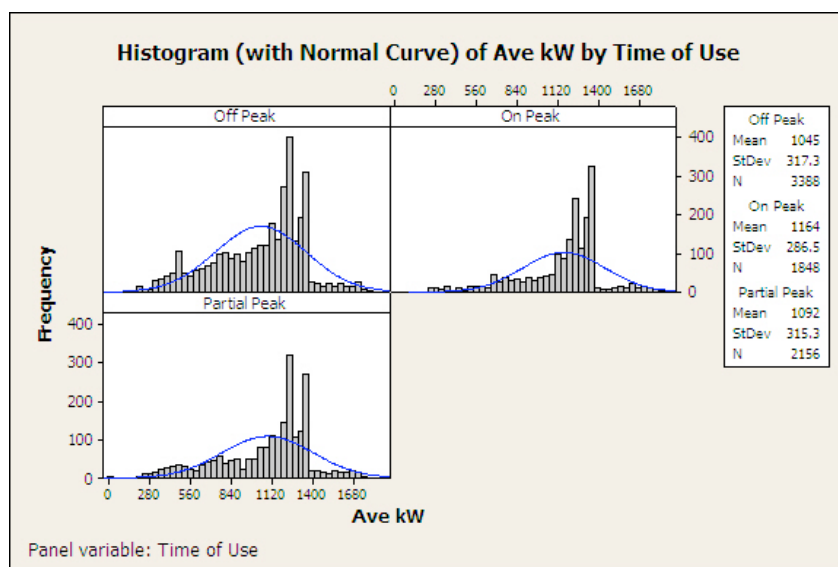 Histogram (with Normal Curve) of Ave kW by Time of Use
0 280 560 840 1120 1400 1680
Off Peak On Peak
400
300
200
100
0
Partial Peak
400
300
200
100
0
0 280 560 840 1120 1400 1680
Frequency
Ave kW
Off Peak
Mean 1045
StDev 317.3
N 3388
On Peak
Mean 1164
StDev 286.5
N 1848
Partial Peak
Mean 1092
StDev 315.3
N 2156
Panel variable: Time of Use